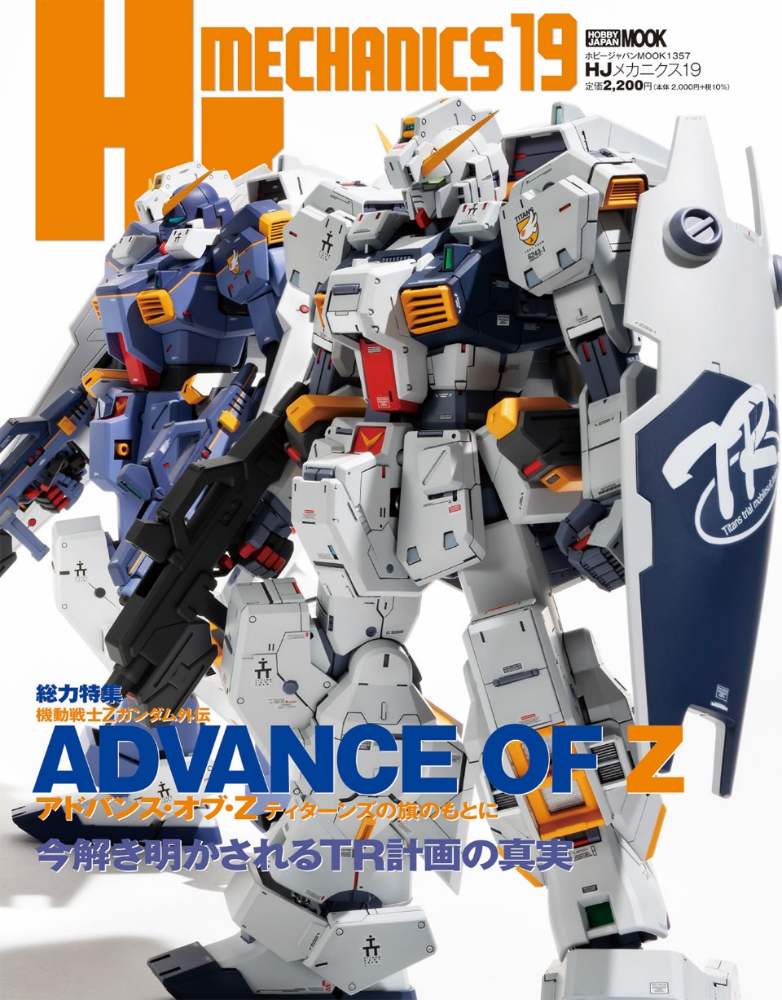 HJ MECHANICS 19
HOBBY JAPAN MOOK
ホビージャパンMOOK1357
HJメカニクス19
定価2,200円(本体 2,000円+税10%)
TITANS
TEST TEAM
8243-1
T-R
Titans trial mobilesuit
総力特集
機動戦士Zガンダム外伝
ADVANCE OF Z
アドバンス・オブ・Z ティターンズの旗のもとに
今解き明かされるTR計画の真実
LATCH